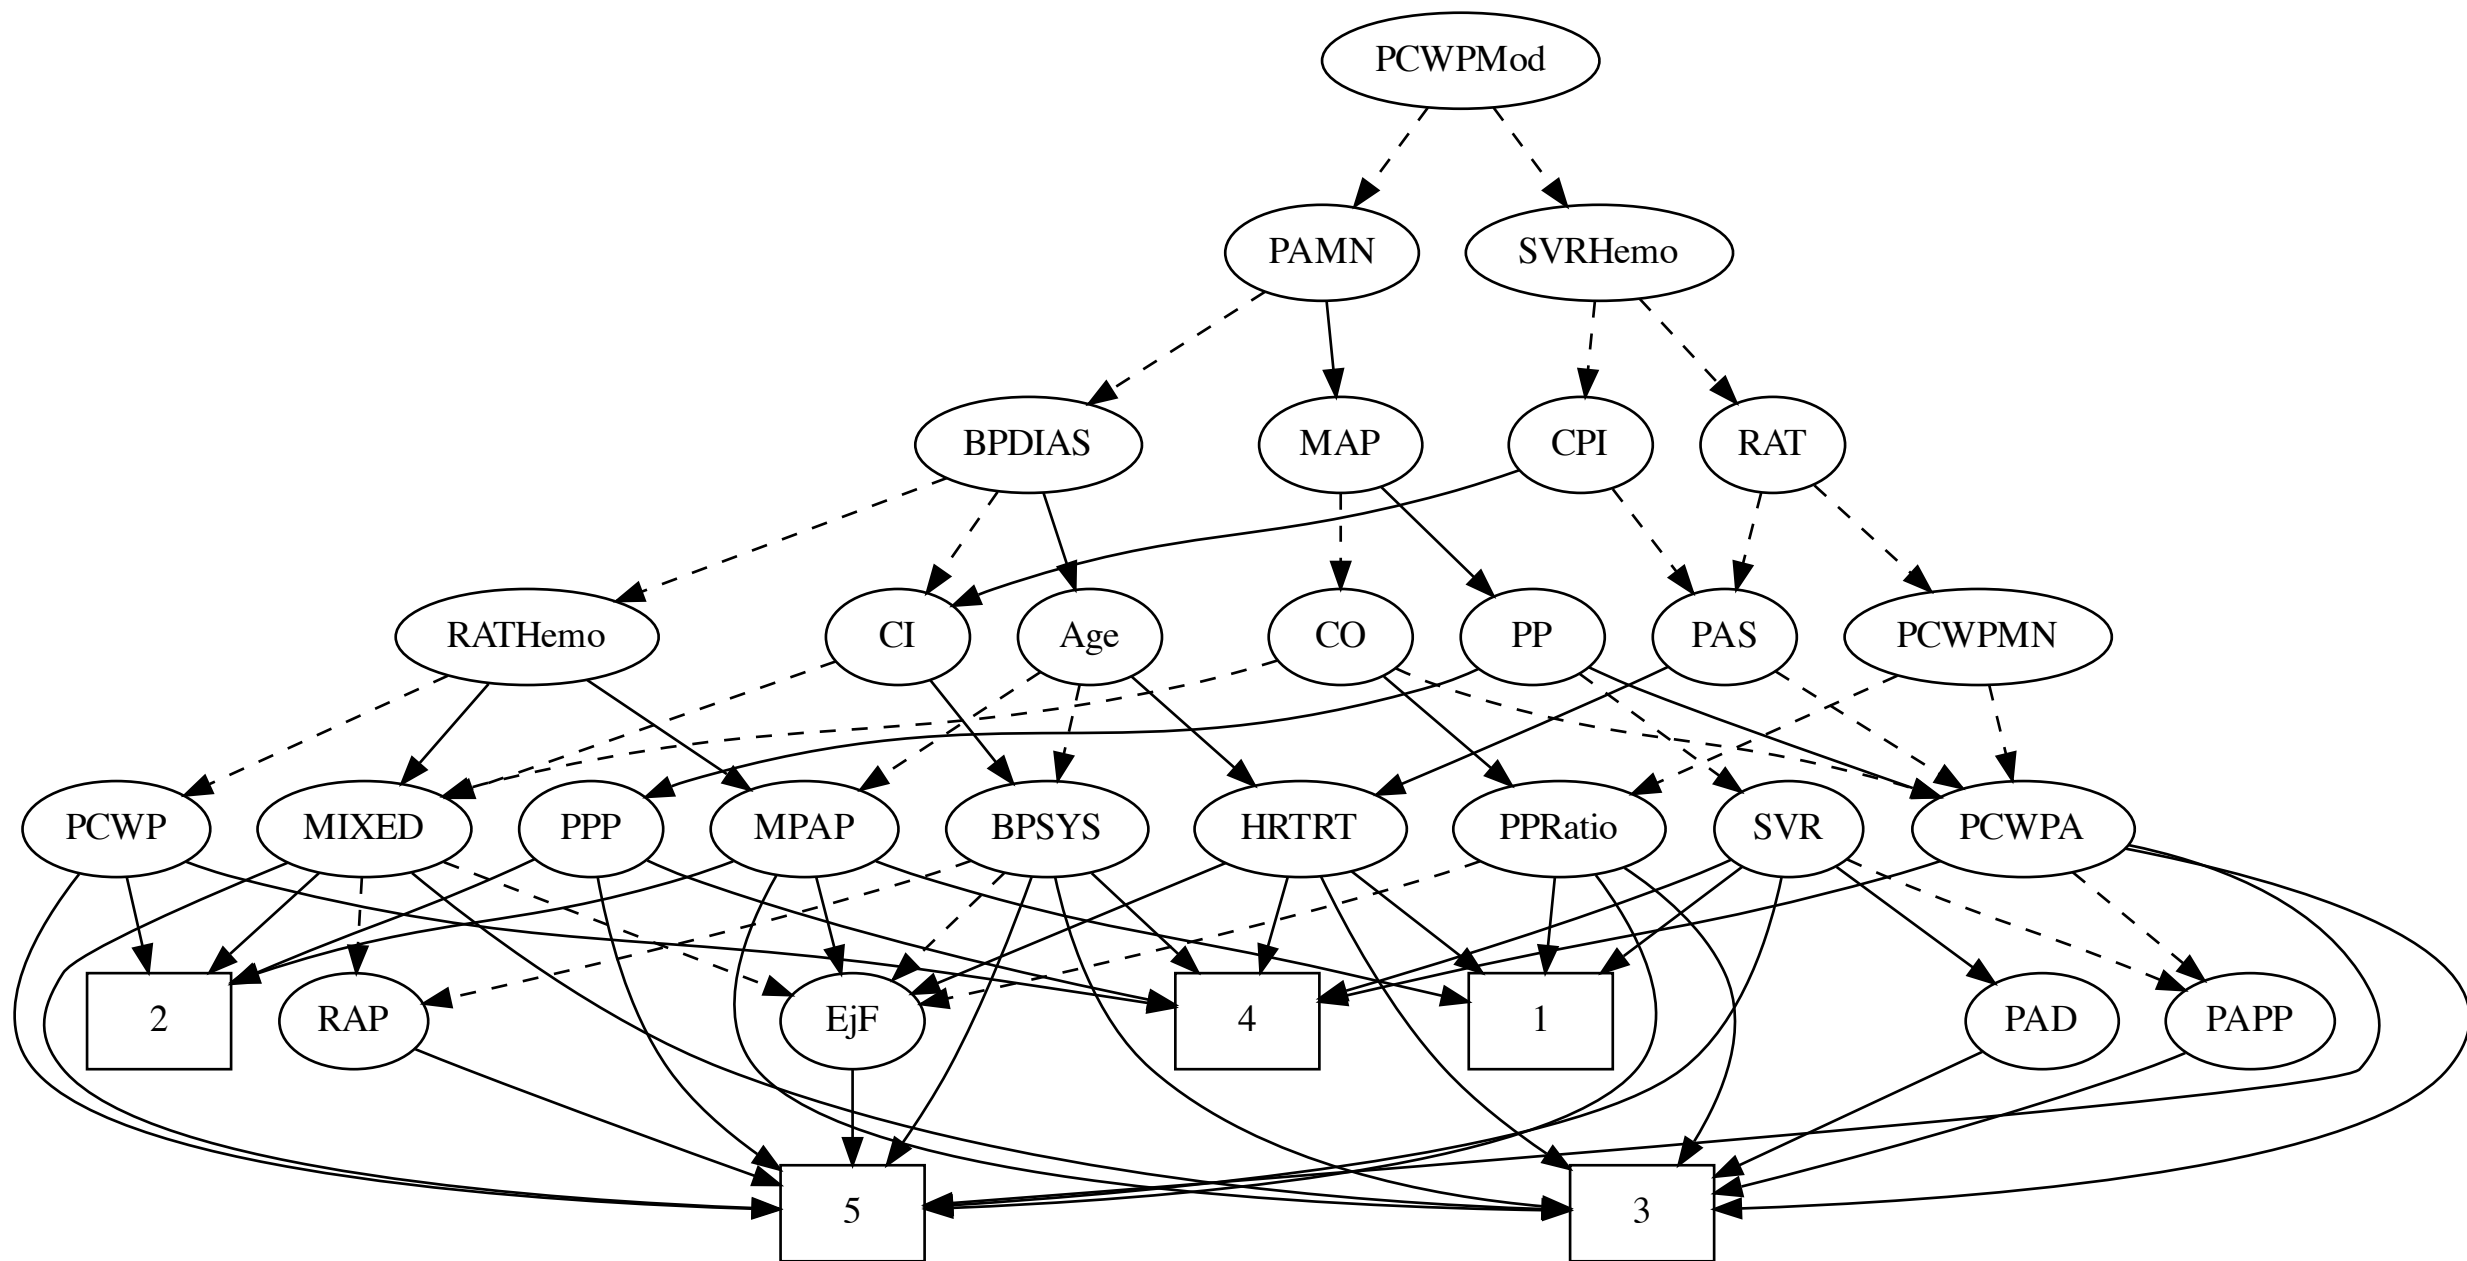 PCWPMod
PAMN
SVRHemo
BPDIAS
MAP
CPI
RAT
RATHemo
CI
Age
CO
PP
PAS
PCWPMN
PCWP
MIXED
PPP
MPAP
BPSYS
HRTRT
PPRatio
SVR
PCWPA
2
RAP
EjF
4
1
PAD
PAPP
5
3